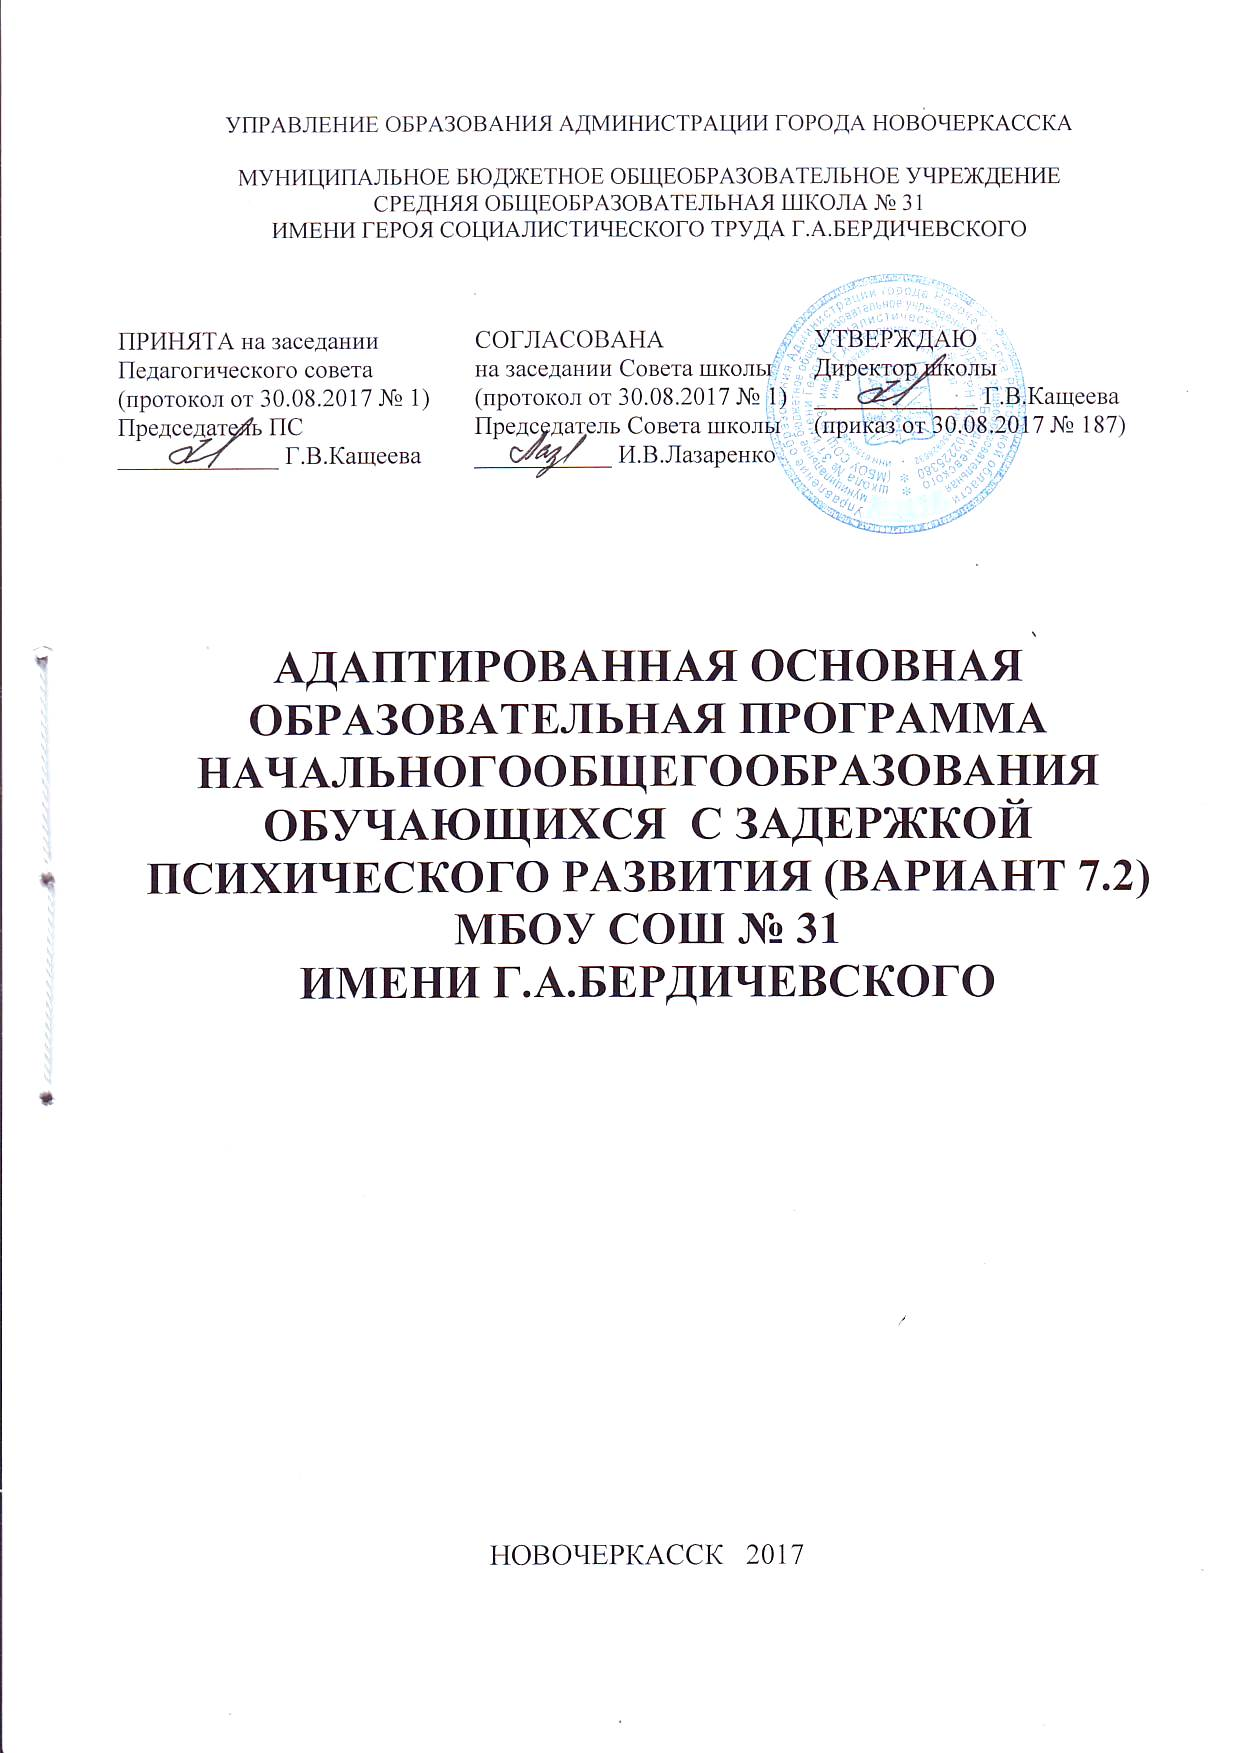 УПРАВЛЕНИЕ ОБРАЗОВАНИЯ АДМИНИСТРАЦИИ ГОРОДА НОВОЧЕРКАССКА
МУНИЦИПАЛЬНОЕ БЮДЖЕТНОЕ ОБЩЕОБРАЗОВАТЕЛЬНОЕ УЧРЕЖДЕНИЕ
СРЕДНЯЯ ОБЩЕОБРАЗОВАТЕЛЬНАЯ ШКОЛА № 31
ИМЕНИ ГЕРОЯ СОЦИАЛИСТИЧЕСКОГО ТРУДА Г.А.БЕРДИЧЕВСКОГО
ПРИНЯТА на заседании
Педагогического совета
(протокол от 30.08.2017 № 1)
Председатель ПС
Г.В.Кащеева
СОГЛАСОВАНА
на заседании Совета школы
(протокол от 30.08.2017 № 1)
Председатель Совета школы
И.В.Лазаренко
УТВЕРЖДАЮ
Директор школы
Г.В.Кащеева
(приказ от 30.08.2017 № 187)
АДАПТИРОВАННАЯ ОСНОВНАЯ
ОБРАЗОВАТЕЛЬНАЯ ПРОГРАММА
НАЧАЛЬНОГООБЩЕГООБРАЗОВАНИЯ
ОБУЧАЮЩИХСЯ С ЗАДЕРЖКОЙ
ПСИХИЧЕСКОГО РАЗВИТИЯ (ВАРИАНТ 7.2)
МБОУ СОШ № 31
ИМЕНИ Г.А.БЕРДИЧЕВСКОГО
НОВОЧЕРКАССК 2017